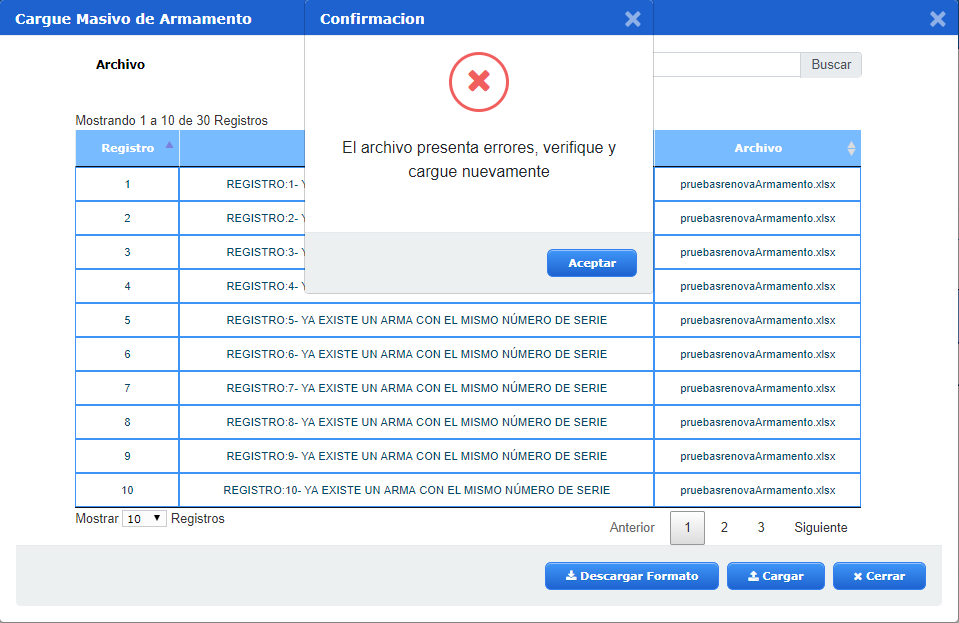 Cargue Masivo de Armamento
Confirmacion
Archivo
Buscar
El archivo presenta errores, verifique y
cargue nuevamente
Aceptar
Mostrando 1 a 10 de 30 Registros
Registro Archivo
1 REGISTRO:1- pruebasrenovaArmamento.xlsx
2 REGISTRO:2- pruebasrenovaArmamento.xlsx
3 REGISTRO:3- pruebasrenovaArmamento.xlsx
4 REGISTRO:4- pruebasrenovaArmamento.xlsx
5 REGISTRO:5- YA EXISTE UN ARMA CON EL MISMO NÚMERO DE SERIE pruebasrenovaArmamento.xlsx
6 REGISTRO:6- YA EXISTE UN ARMA CON EL MISMO NÚMERO DE SERIE pruebasrenovaArmamento.xlsx
7 REGISTRO:7- YA EXISTE UN ARMA CON EL MISMO NÚMERO DE SERIE pruebasrenovaArmamento.xlsx
8 REGISTRO:8- YA EXISTE UN ARMA CON EL MISMO NÚMERO DE SERIE pruebasrenovaArmamento.xlsx
9 REGISTRO:9- YA EXISTE UN ARMA CON EL MISMO NÚMERO DE SERIE pruebasrenovaArmamento.xlsx
10 REGISTRO:10- YA EXISTE UN ARMA CON EL MISMO NÚMERO DE SERIE pruebasrenovaArmamento.xlsx
Mostrar 10 Registros
Anterior 1 2 3 Siguiente
Descargar Formato Cargar Cerrar